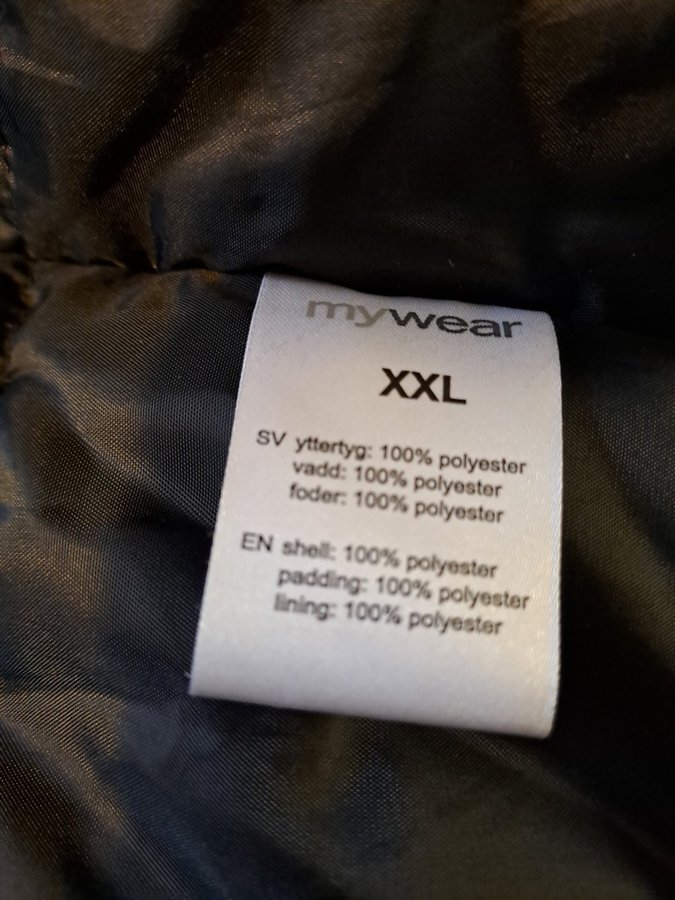 mywear
XXL
SV yttertyg: 100% polyester
vadd: 100% polyester
foder: 100% polyester
EN shell: 100% polyester
padding: 100% polyester
lining: 100% polyester